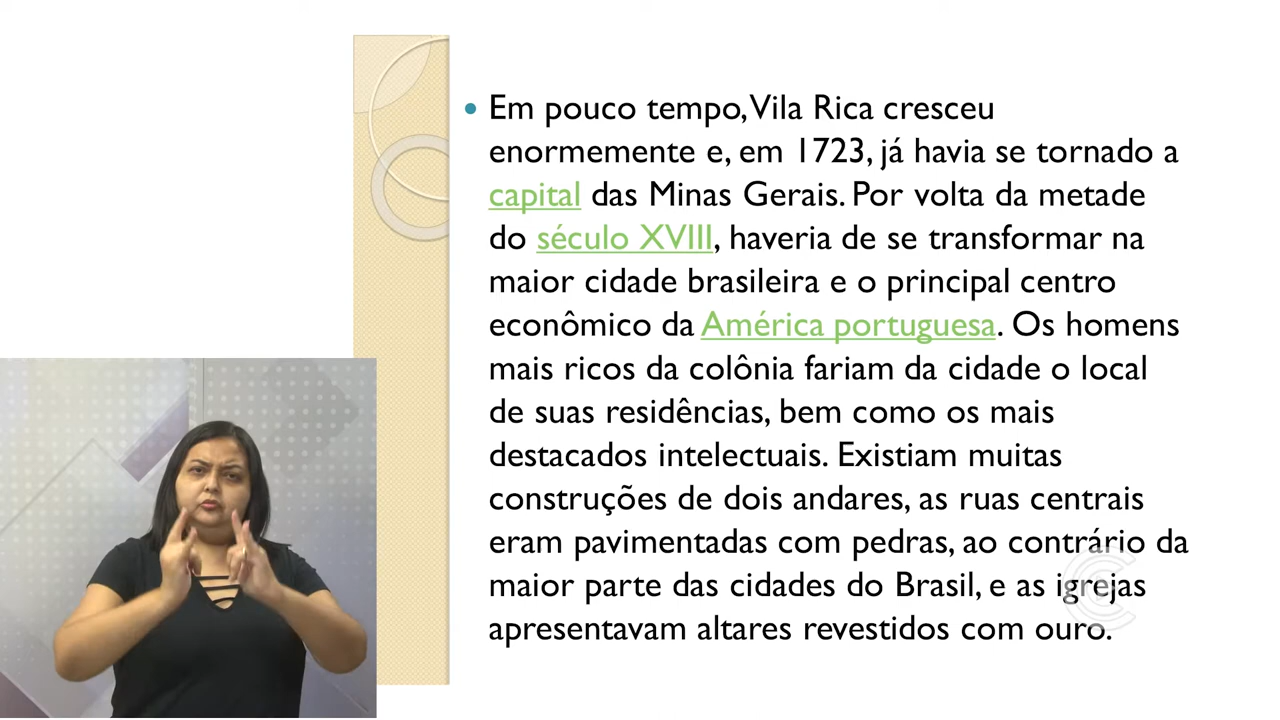 • Em pouco tempo, Vila Rica cresceu
enormemente e, em 1723, já havia se tornado a
capital das Minas Gerais. Por volta da metade
do século XVIII, haveria de se transformar na
maior cidade brasileira e o principal centro
econômico da América portuguesa. Os homens
mais ricos da colônia fariam da cidade o local
de suas residências, bem como os mais
destacados intelectuais. Existiam muitas
construções de dois andares, as ruas centrais
eram pavimentadas com pedras, ao contrário da
maior parte das cidades do Brasil, e as igrejas
apresentavam altares revestidos com ouro.